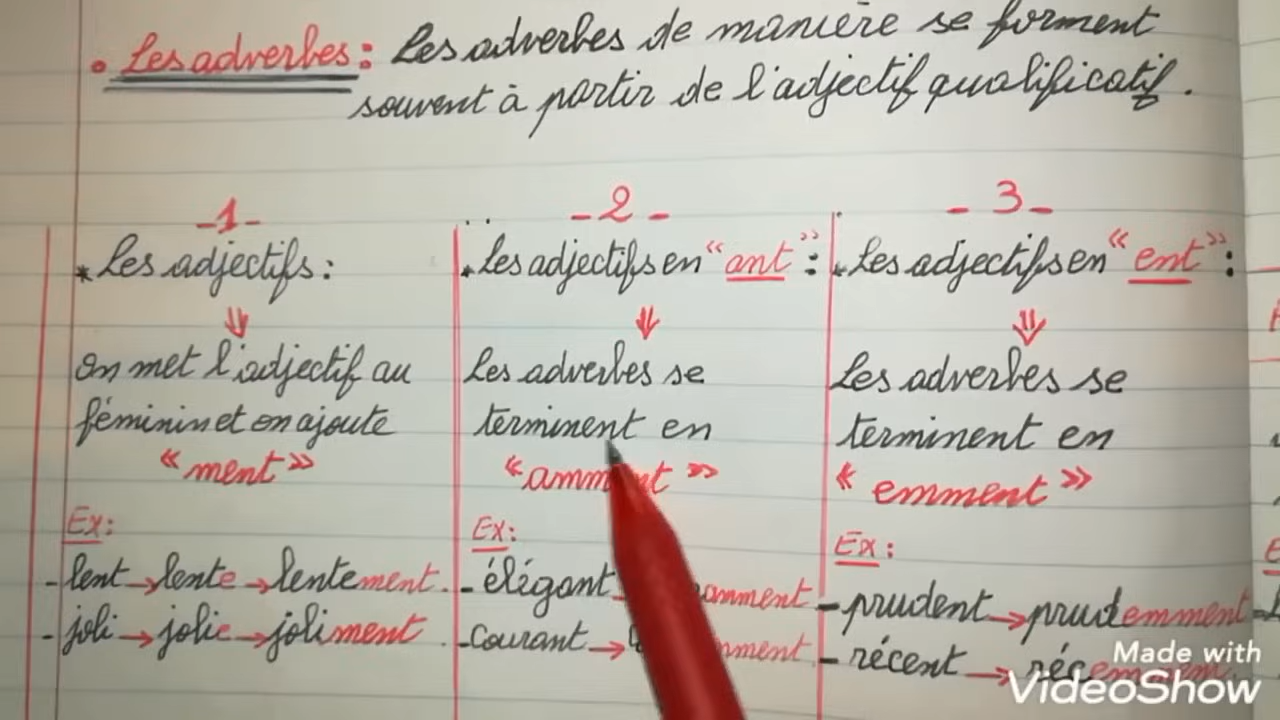 . Les adverbes : Les adverbes de manière se forment
souvent à partir de l'adjectif qualificatif.
-1-
* Les adjectifs :
On met l'adjectif au
féminin et on ajoute
« ment »
Ex :
- lent → lente → lentement.
- joli → jolie → joliment
-2-
* Les adjectifs en "ant" :
Les adverbes se
terminent en
Ex :
- élégant
- courant →
-3-
* Les adjectifs en "ent" :
Les adverbes se
terminent en
« emment »
Ex :
- prudent → prudemment
- récent →
Made with
VideoShow